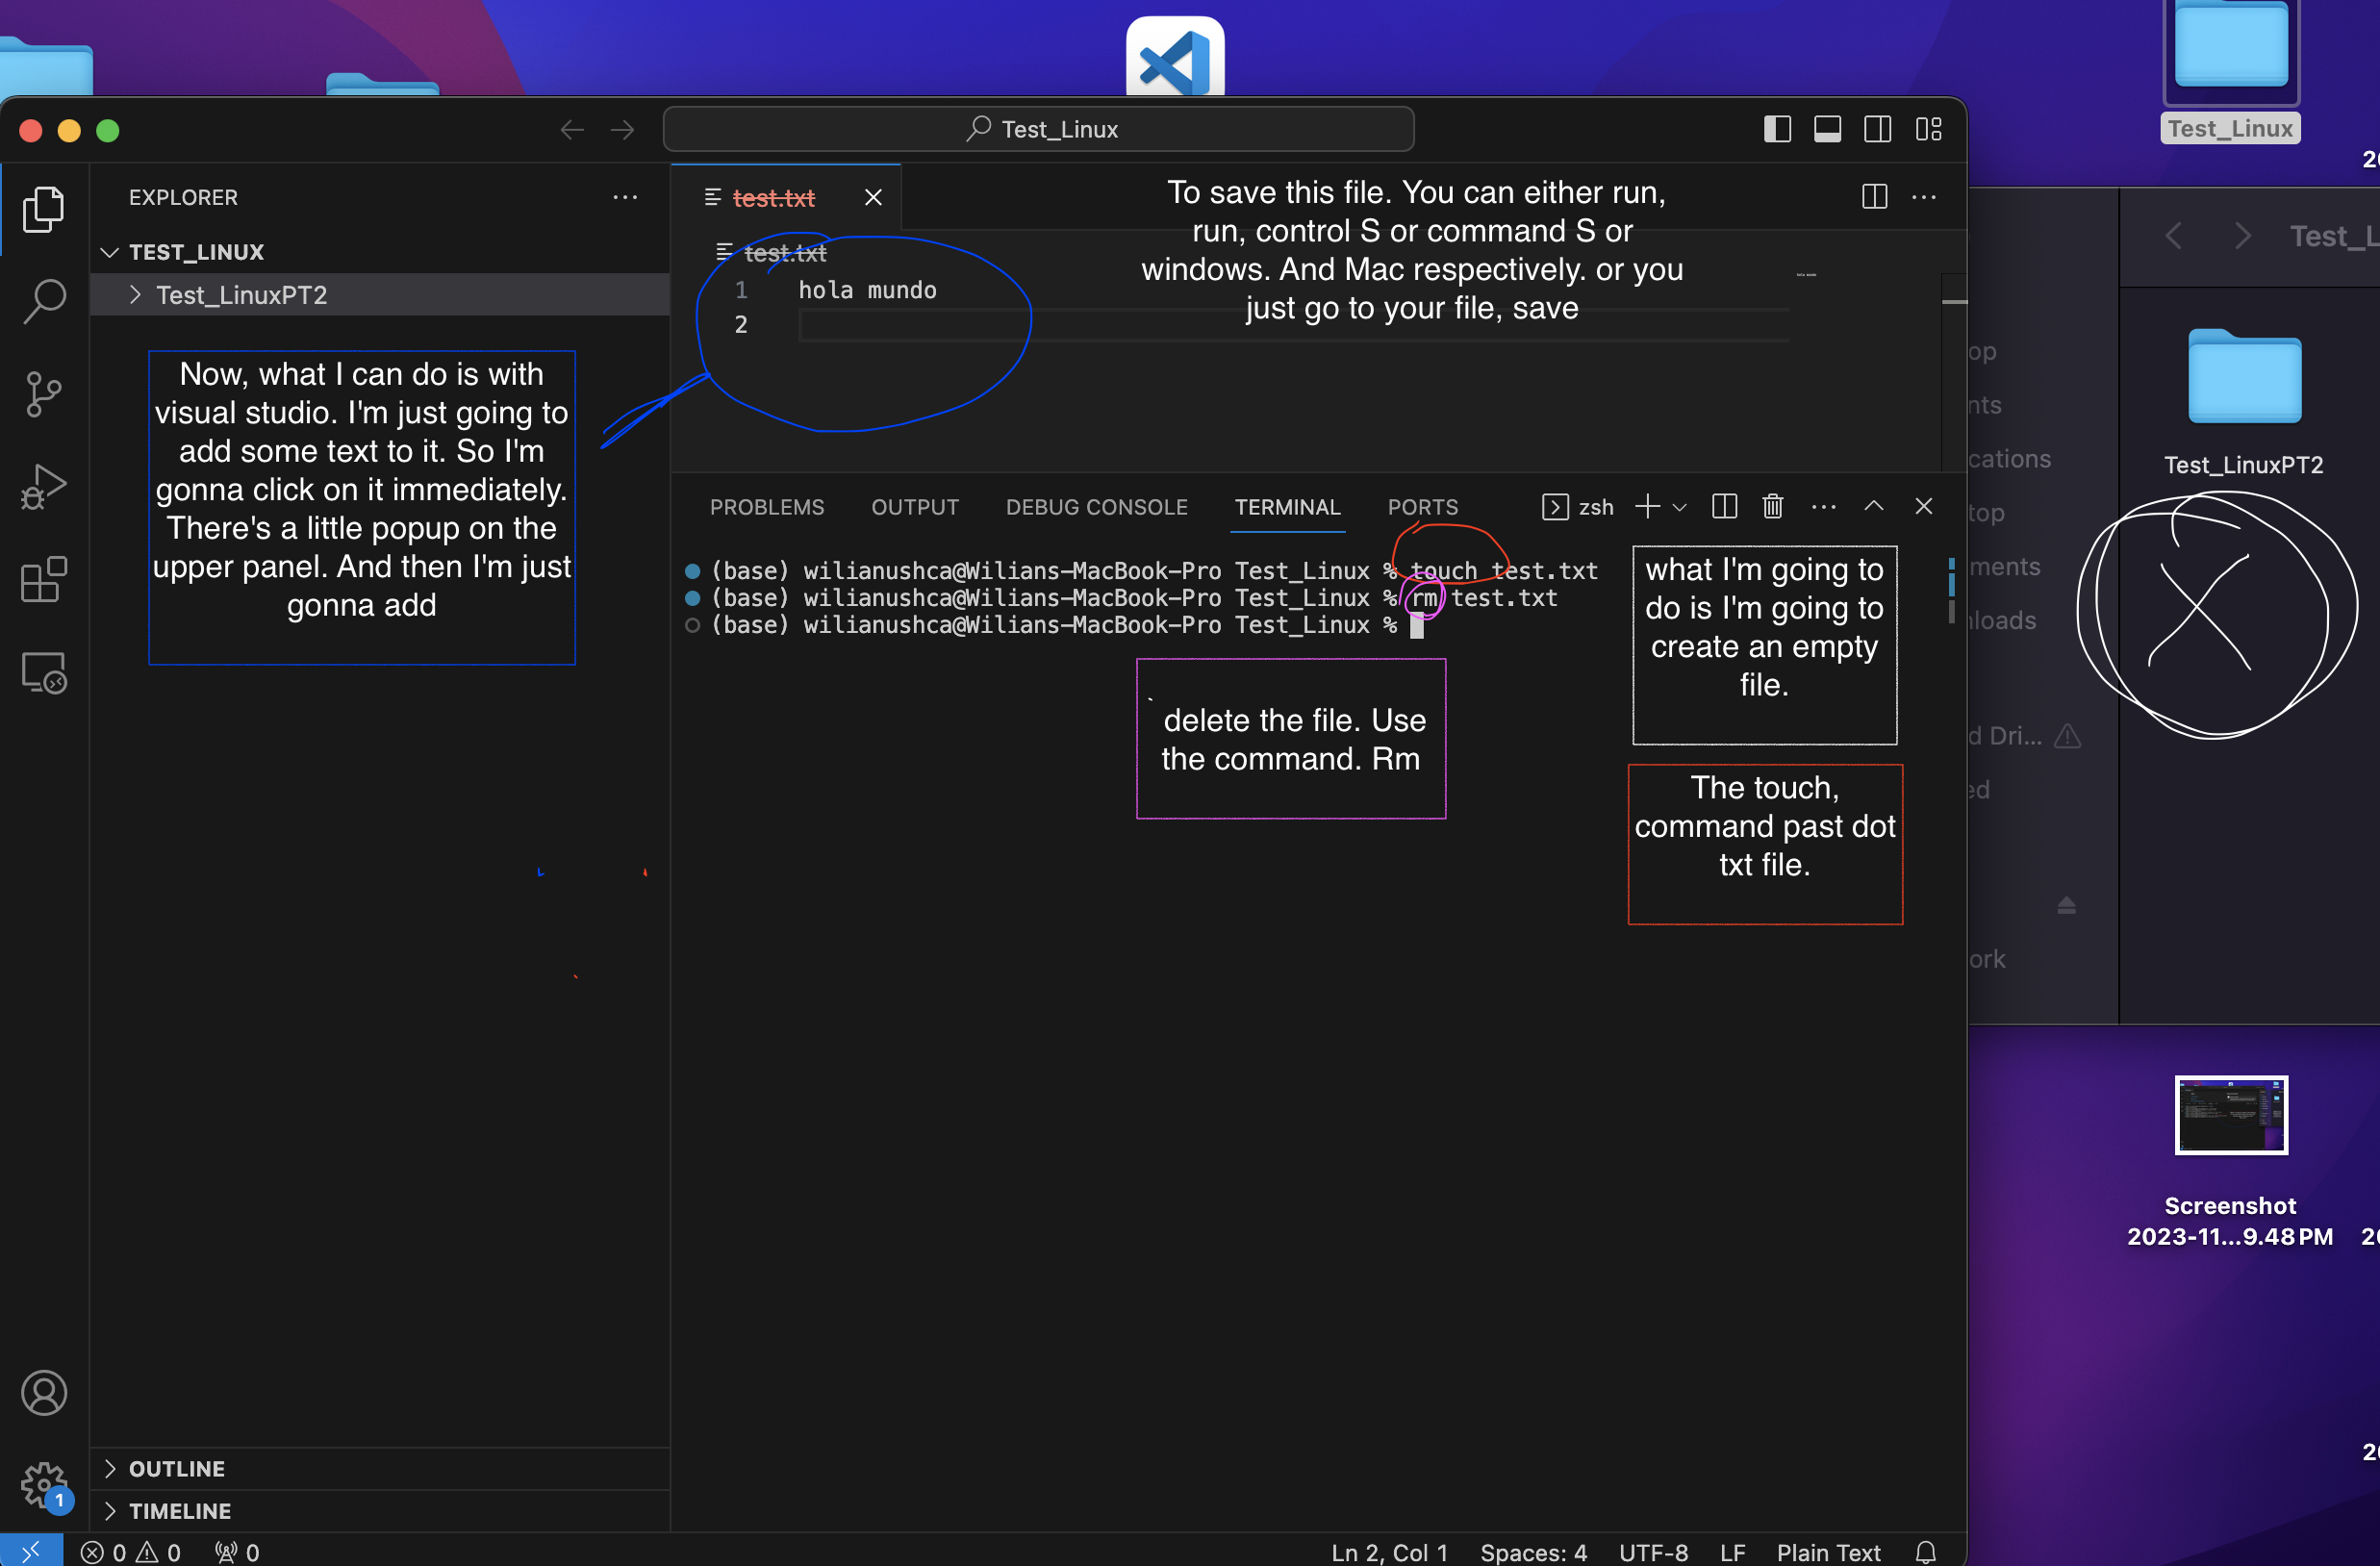 Test_Linux
Test_Linux
EXPLORER
TEST_LINUX
Test_LinuxPT2
Now, what I can do is with
visual studio. I'm just going to
add some text to it. So I'm
gonna click on it immediately.
There's a little popup on the
upper panel. And then I'm just
gonna add
OUTLINE
TIMELINE
test.txt
test.txt
1 hola mundo
2
To save this file. You can either run,
run, control S or command S or
windows. And Mac respectively. or you
just go to your file, save
PROBLEMS OUTPUT DEBUG CONSOLE TERMINAL PORTS zsh
(base) wilianushca@Wilians-MacBook-Pro Test_Linux % touch test.txt
(base) wilianushca@Wilians-MacBook-Pro Test_Linux % rm test.txt
(base) wilianushca@Wilians-MacBook-Pro Test_Linux %
what I'm going to
do is I'm going to
create an empty
file.
delete the file. Use
the command. Rm
The touch,
command past dot
txt file.
1
0 0 0
Ln 2, Col 1 Spaces: 4 UTF-8 LF Plain Text
Test_L
op
nts
cations
top
ments
nloads
d Dri...
ed
ork
Test_LinuxPT2
X
Screenshot
2023-11...9.48 PM